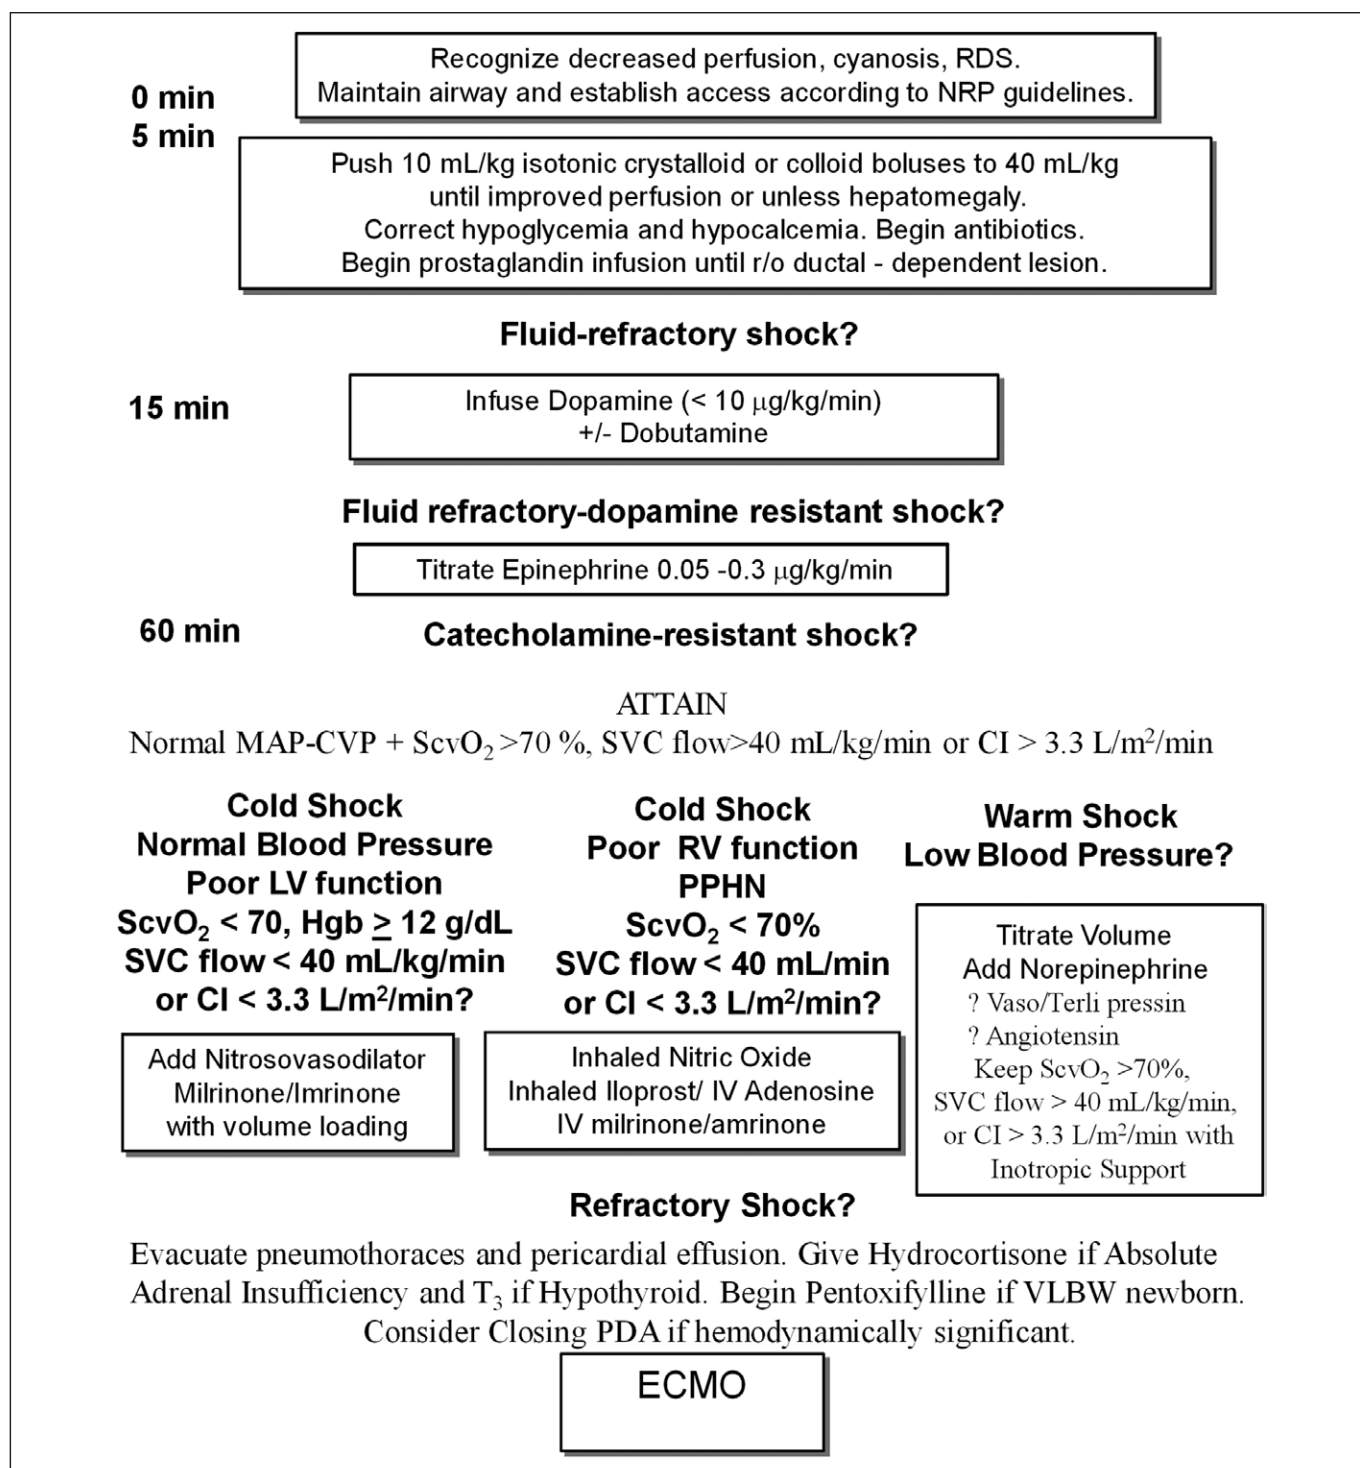 Recognize decreased perfusion, cyanosis, RDS.
Maintain airway and establish access according to NRP guidelines.
0 min
5 min
Push 10 mL/kg isotonic crystalloid or colloid boluses to 40 mL/kg
until improved perfusion or unless hepatomegaly.
Correct hypoglycemia and hypocalcemia. Begin antibiotics.
Begin prostaglandin infusion until r/o ductal - dependent lesion.
Fluid-refractory shock?
15 min
Infuse Dopamine (< 10 μg/kg/min)
+/- Dobutamine
Fluid refractory-dopamine resistant shock?
Titrate Epinephrine 0.05 -0.3 μg/kg/min
60 min
Catecholamine-resistant shock?
ATTAIN
Normal MAP-CVP + ScvO₂ >70 %, SVC flow>40 mL/kg/min or CI > 3.3 L/m²/min
Cold Shock
Normal Blood Pressure
Poor LV function
ScvO₂ < 70, Hgb ≥ 12 g/dL
SVC flow < 40 mL/kg/min
or CI < 3.3 L/m²/min?
Add Nitrosovasodilator
Milrinone/Imrinone
with volume loading
Cold Shock
Poor RV function
PPHN
ScvO₂ < 70%
SVC flow < 40 mL/min
or CI < 3.3 L/m²/min?
Inhaled Nitric Oxide
Inhaled Iloprost/ IV Adenosine
IV milrinone/amrinone
Warm Shock
Low Blood Pressure?
Titrate Volume
Add Norepinephrine
? Vaso/Terli pressin
? Angiotensin
Keep ScvO₂ >70%,
SVC flow > 40 mL/kg/min,
or CI > 3.3 L/m²/min with
Inotropic Support
Refractory Shock?
Evacuate pneumothoraces and pericardial effusion. Give Hydrocortisone if Absolute
Adrenal Insufficiency and T₃ if Hypothyroid. Begin Pentoxifylline if VLBW newborn.
Consider Closing PDA if hemodynamically significant.
ECMO